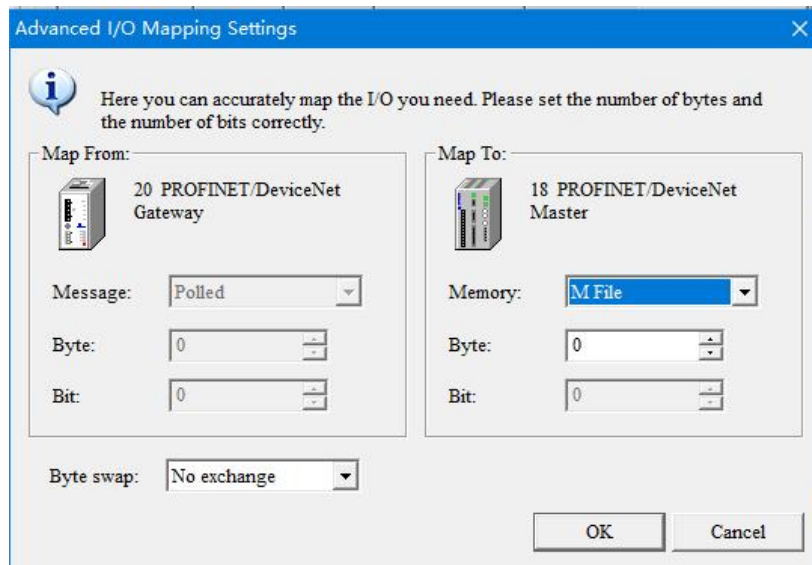 Advanced I/O Mapping Settings
Here you can accurately map the I/O you need. Please set the number of bytes and
the number of bits correctly.
Map From:
20 PROFINET/DeviceNet
Gateway
Message: Polled
Byte: 0
Bit: 0
Map To:
18 PROFINET/DeviceNet
Master
Memory: M File
Byte: 0
Bit: 0
Byte swap: No exchange
OK Cancel